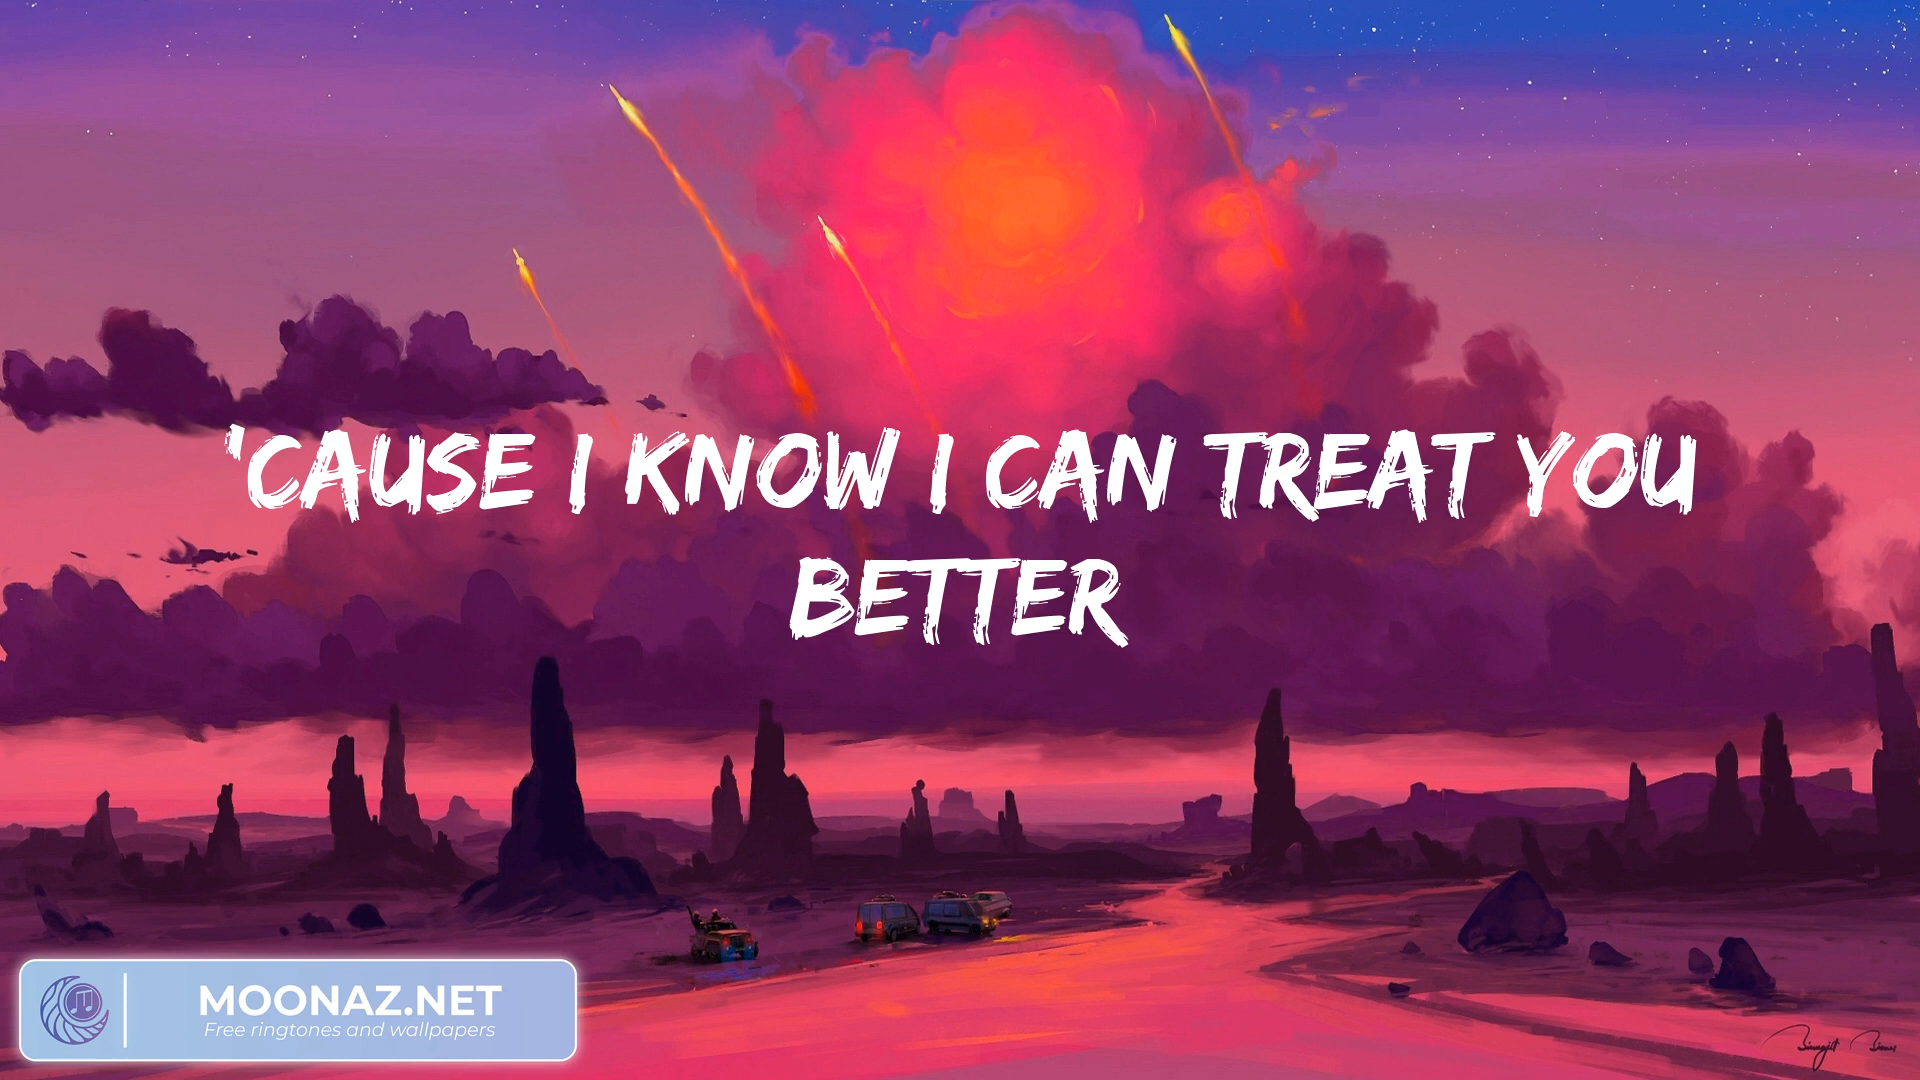 'CAUSE I KNOW I CAN TREAT YOU
BETTER
MOONAZ.NET
Free ringtones and wallpapers